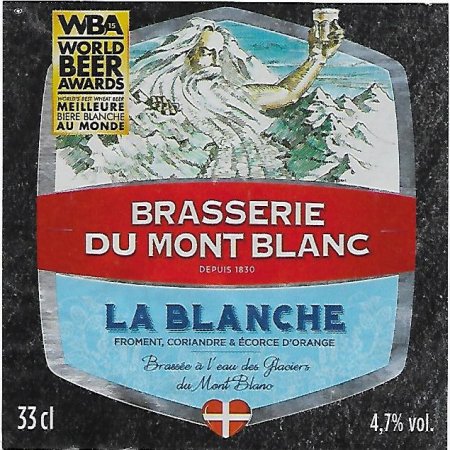 WBA 15
WORLD
BEER
AWARDS
WORLD'S BEST WHEAT BEER
MEILLEURE
BIÈRE BLANCHE
AU MONDE
BRASSERIE
DU MONT BLANC
DEPUIS 1830
LA BLANCHE
FROMENT, CORIANDRE & ÉCORCE D'ORANGE
Brassée à l'eau des Glaciers
du Mont Blanc
33 cl
4,7% vol.